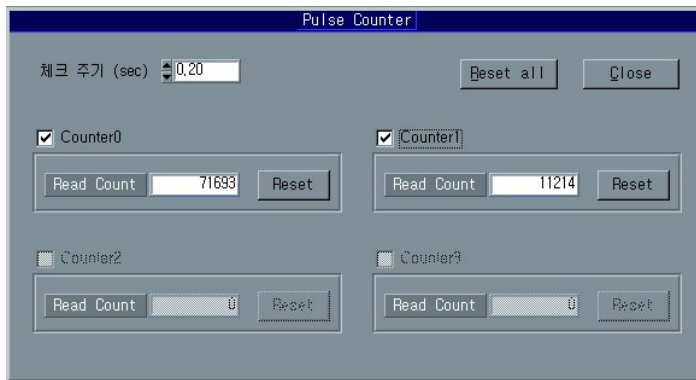 Pulse Counter
체크 주기 (sec) 0.20 Reset all Close
Counter0 Counter1
Read Count 71693 Reset Read Count 11214 Reset
Counter2 Counter3
Read Count 0 Reset Read Count 0 Reset